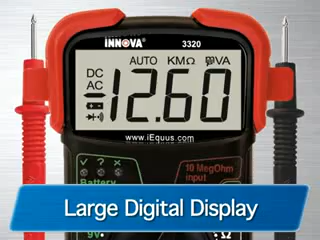 INNOVA®
3320
AUTO KMΩ
VA
DC
AC
-12.60
www.iEquus.com
✓ ? ×
Battery
10 MegOhm
input
9V
Ω
Large Digital Display